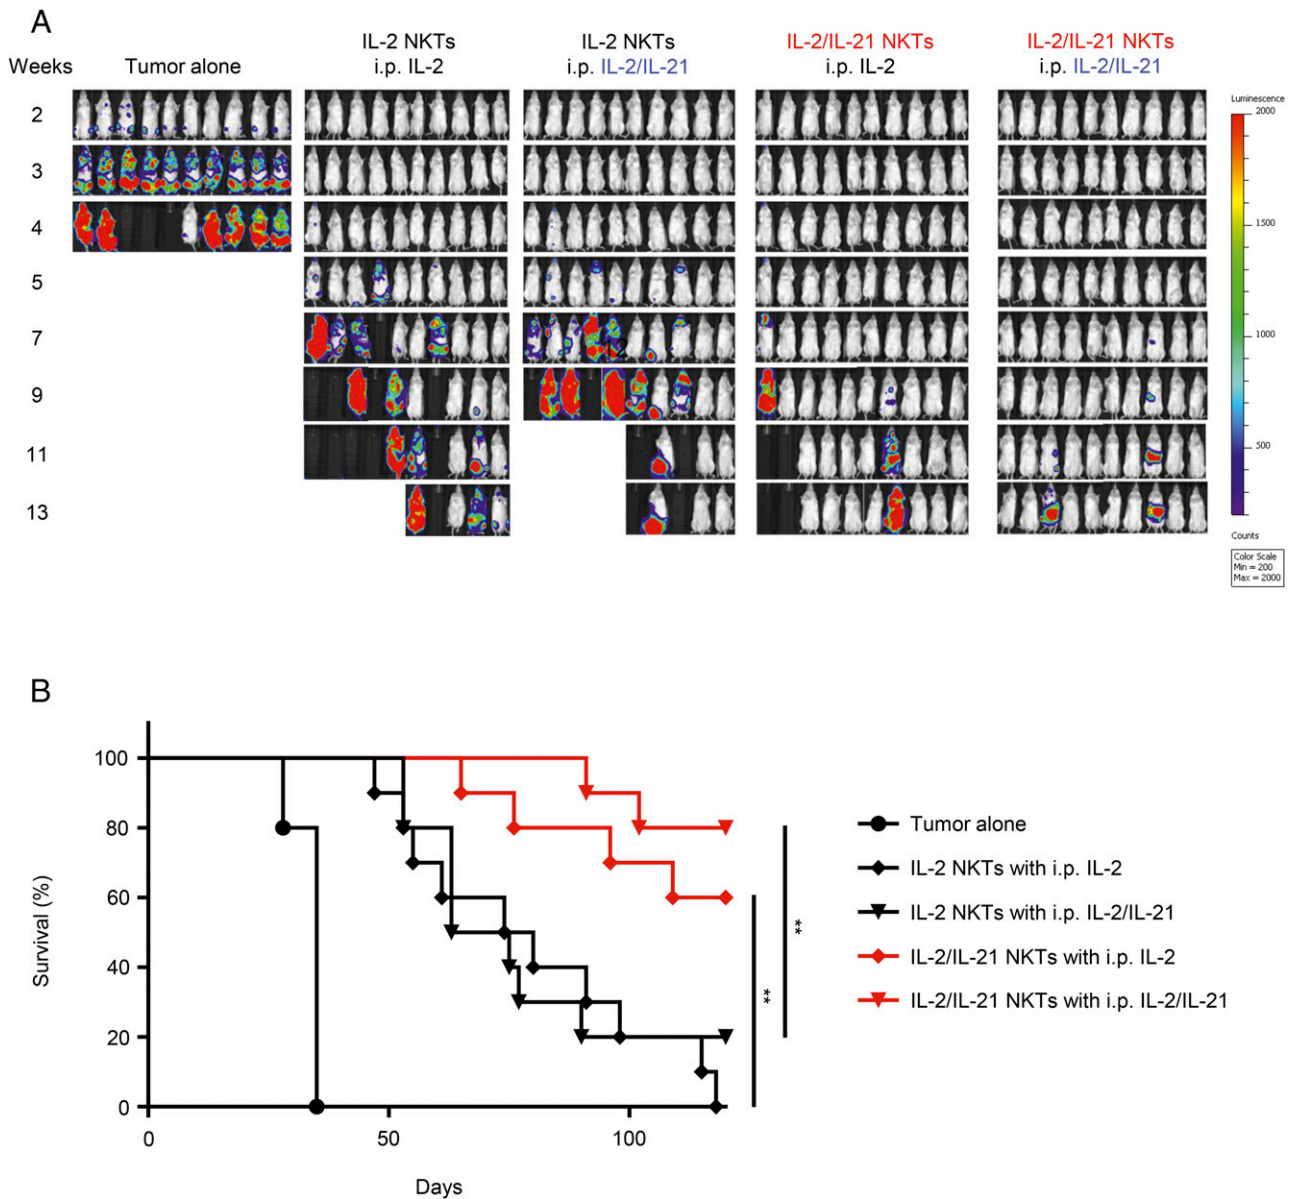 A
IL-2 NKTs
i.p. IL-2
IL-2 NKTs
i.p. IL-2/IL-21
IL-2/IL-21 NKTs
i.p. IL-2
IL-2/IL-21 NKTs
i.p. IL-2/IL-21
Weeks
Tumor alone
2
3
4
5
7
9
11
13
Luminescence
2000
1500
1000
500
Counts
Color Scale
Min = 200
Max = 2000
B
Survival (%)
100
80
60
40
20
0
0
50
100
Days
**
**
Tumor alone
IL-2 NKTs with i.p. IL-2
IL-2 NKTs with i.p. IL-2/IL-21
IL-2/IL-21 NKTs with i.p. IL-2
IL-2/IL-21 NKTs with i.p. IL-2/IL-21